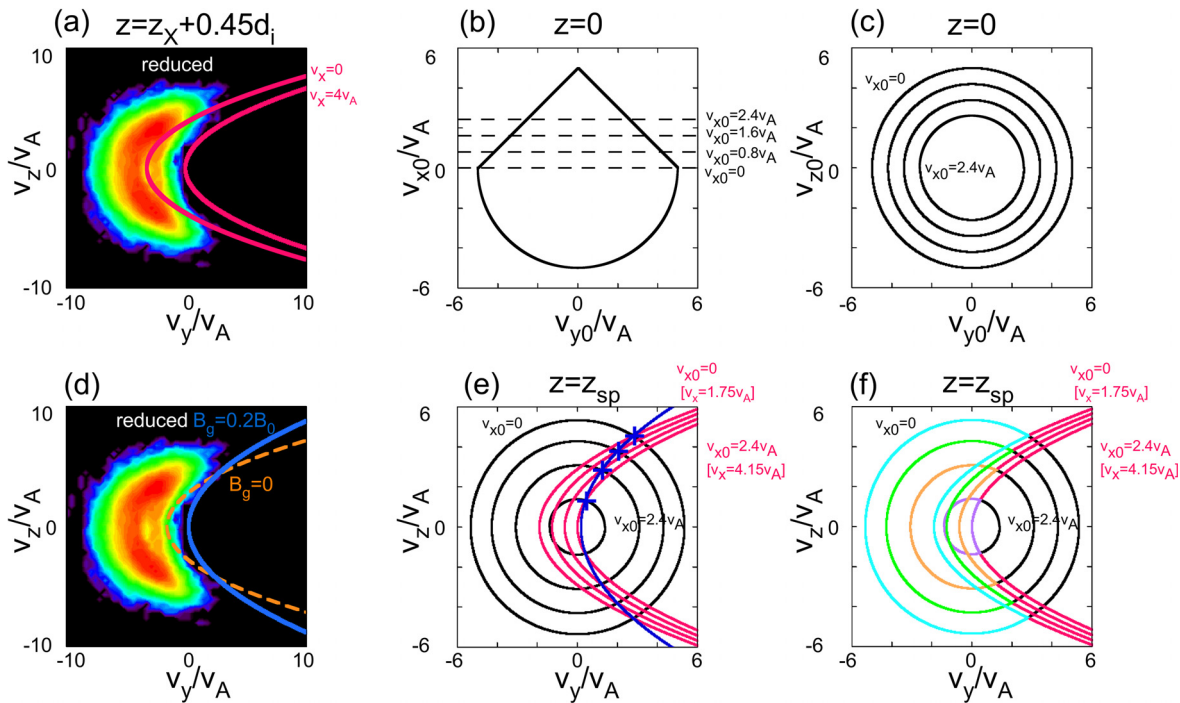 (a) z=z_X+0.45d_i
10
reduced
v_x=0
v_x=4v_A
v_z/v_A
0
-10
-10 0 10
v_y/v_A
(b) z=0
6
v_x0=2.4v_A
v_x0=1.6v_A
v_x0=0.8v_A
v_x0=0
v_x0/v_A
0
-6
-6 0 6
v_y0/v_A
(c) z=0
6
v_x0=0
v_x0=2.4v_A
v_z0/v_A
0
-6
-6 0 6
v_y0/v_A
(d)
10
reduced B_g=0.2B_0
B_g=0
v_z/v_A
0
-10
-10 0 10
v_y/v_A
(e) z=z_sp
v_x0=0
[v_x=1.75v_A]
6
v_x0=0
v_x0=2.4v_A
[v_x=4.15v_A]
v_x0=2.4v_A
v_z/v_A
0
-6
-6 0 6
v_y/v_A
(f) z=z_sp
v_x0=0
[v_x=1.75v_A]
6
v_x0=0
v_x0=2.4v_A
[v_x=4.15v_A]
v_x0=2.4v_A
v_z/v_A
0
-6
-6 0 6
v_y/v_A